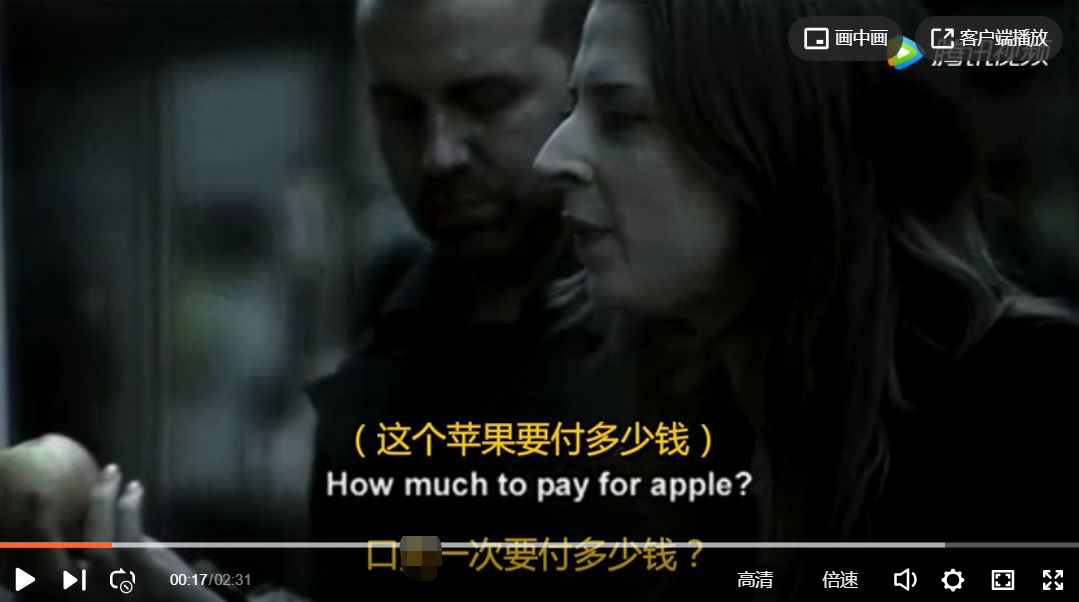 画中画
客户端播放
腾讯视频
（这个苹果要付多少钱）
How much to pay for apple?
口 一次要付多少钱？
00:17/02:31
高清
倍速